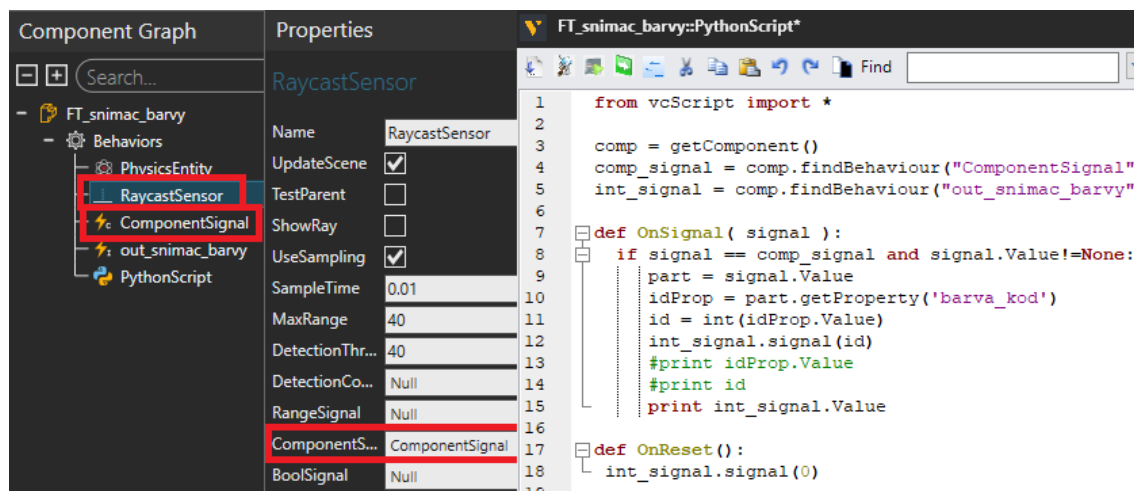 Component Graph
Search...
FT_snimac_barvy
Behaviors
PhysicsEntity
RaycastSensor
ComponentSignal
out_snimac_barvy
PythonScript
Properties
RaycastSensor
Name RaycastSensor
UpdateScene
TestParent
ShowRay
UseSampling
SampleTime 0.01
MaxRange 40
DetectionThr... 40
DetectionCo... Null
RangeSignal Null
ComponentS... ComponentSignal
BoolSignal Null
FT_snimac_barvy::PythonScript*
Find
1 from vcScript import *
2
3 comp = getComponent()
4 comp_signal = comp.findBehaviour("ComponentSignal"
5 int_signal = comp.findBehaviour("out_snimac_barvy"
6
7 def OnSignal( signal ):
8 if signal == comp_signal and signal.Value!=None:
9 part = signal.Value
10 idProp = part.getProperty('barva_kod')
11 id = int(idProp.Value)
12 int_signal.signal(id)
13 #print idProp.Value
14 #print id
15 print int_signal.Value
16
17 def OnReset():
18 int_signal.signal(0)